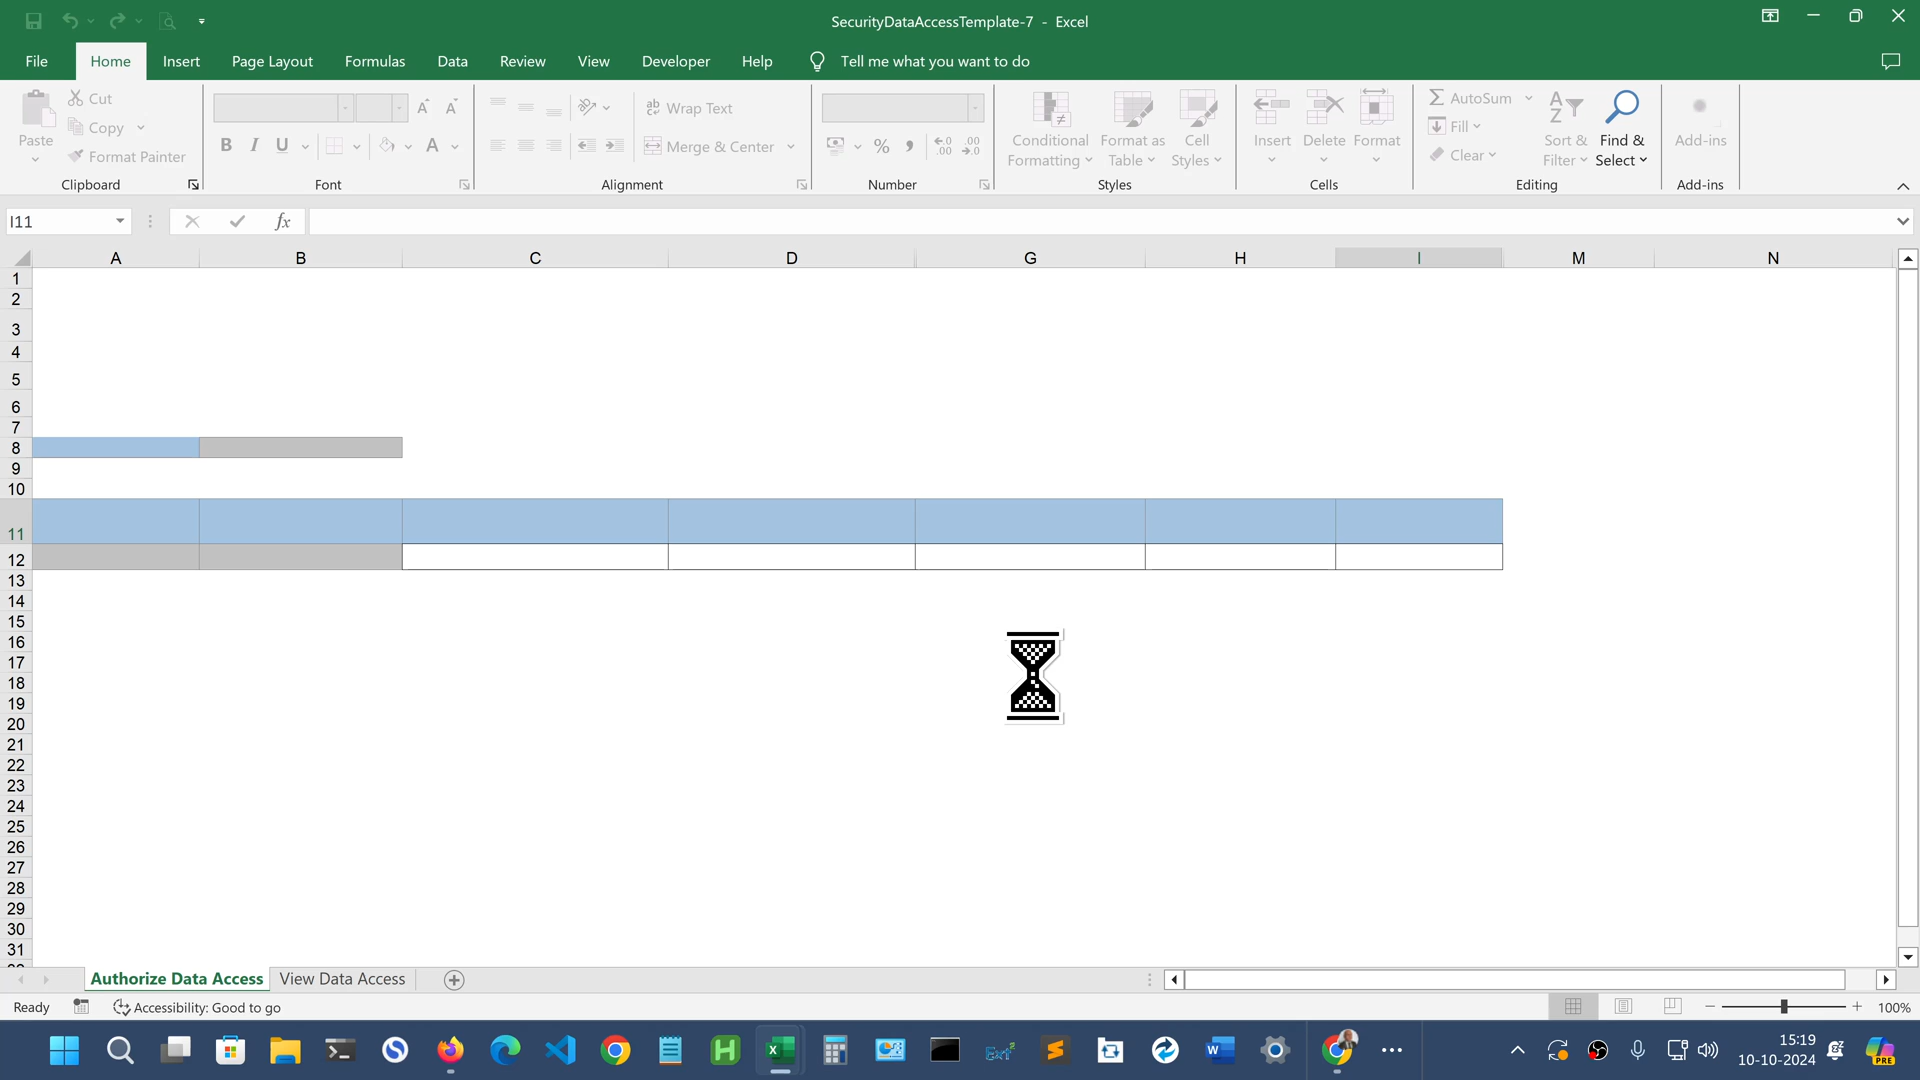 SecurityDataAccessTemplate-7 - Excel
File Home Insert Page Layout Formulas Data Review View Developer Help Tell me what you want to do
Paste
Cut
Copy
Format Painter
Clipboard
B I U
A
Font
Wrap Text
Merge & Center
Alignment
% 9
Number
Conditional Formatting
Format as Table
Cell Styles
Styles
Insert Delete Format
Cells
AutoSum
Fill
Clear
Sort & Filter
Find & Select
Editing
Add-ins
Add-ins
I11
fx
A B C D G H I M N
1
2
3
4
5
6
7
8
9
10
11
12
13
14
15
16
17
18
19
20
21
22
23
24
25
26
27
28
29
30
31
Authorize Data Access View Data Access
Ready Accessibility: Good to go 100%
15:19
10-10-2024
PRE